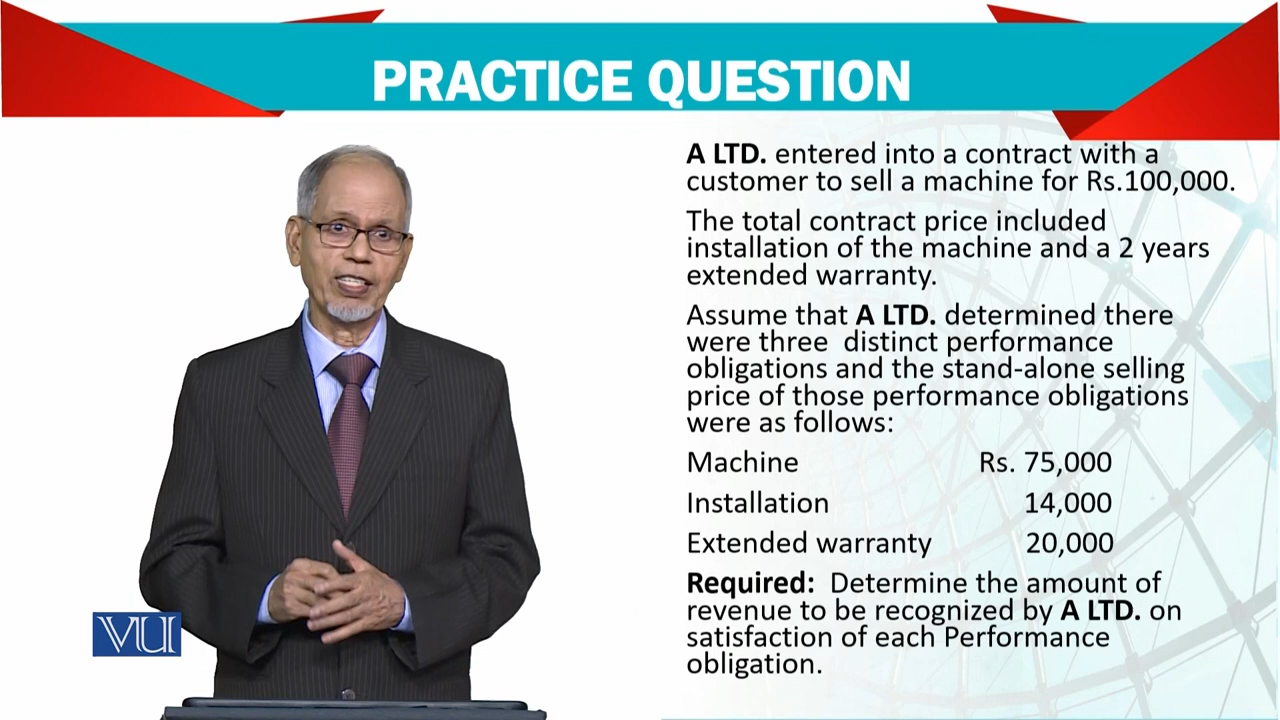 PRACTICE QUESTION
A LTD. entered into a contract with a
customer to sell a machine for Rs.100,000.
The total contract price included
installation of the machine and a 2 years
extended warranty.
Assume that A LTD. determined there
were three distinct performance
obligations and the stand-alone selling
price of those performance obligations
were as follows:
Machine Rs. 75,000
Installation 14,000
Extended warranty 20,000
Required: Determine the amount of
revenue to be recognized by A LTD. on
satisfaction of each Performance
obligation.
VU